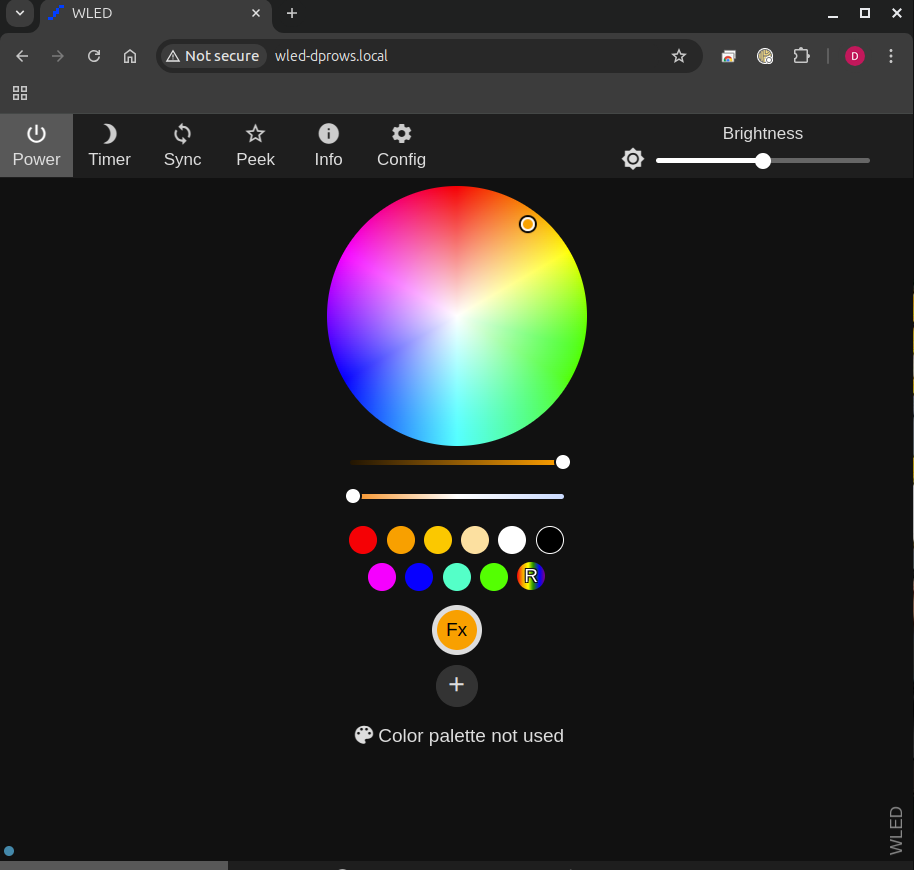 WLED
Not secure wled-dprows.local
D
Power Timer Sync Peek Info Config
Brightness
R
Fx
+
Color palette not used
WLED